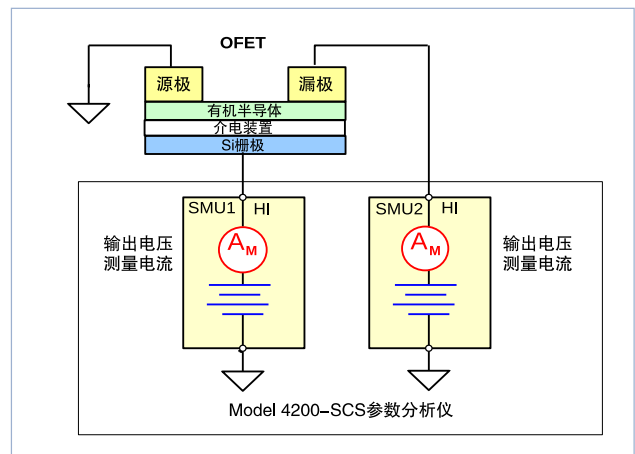 OFET
源极
漏极
有机半导体
介电装置
Si栅极
SMU1 HI
SMU2 HI
AM
AM
输出电压
测量电流
输出电压
测量电流
Model 4200-SCS参数分析仪